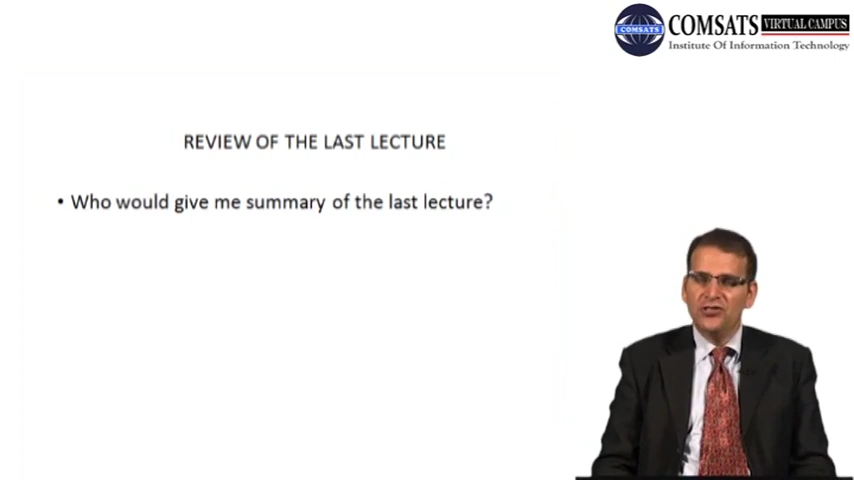 COMSATS VIRTUAL CAMPUS
COMSATS
Institute Of Information Technology
REVIEW OF THE LAST LECTURE
• Who would give me summary of the last lecture?